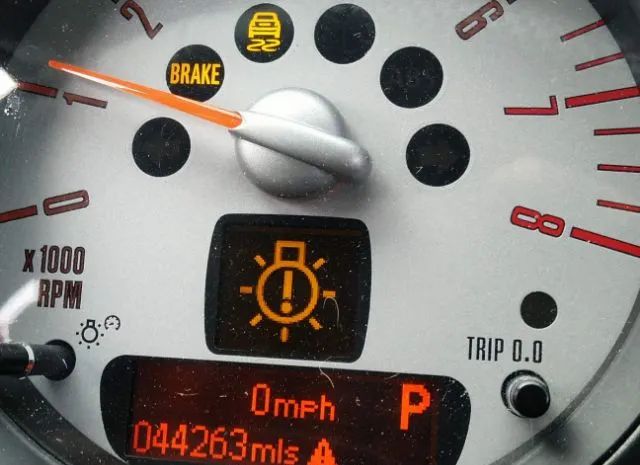 2
6
BRAKE
1
7
0
8
x 1000
RPM
TRIP 0.0
0mph P
044263mls